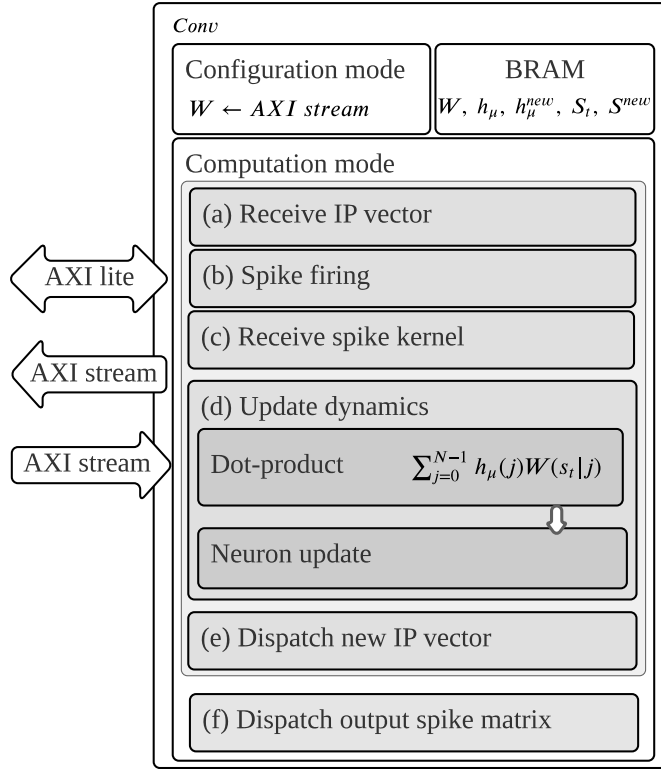 Conv
Configuration mode
W ← AXI stream
BRAM
W, h_μ, h_μ^{new}, S_t, S^{new}
Computation mode
(a) Receive IP vector
(b) Spike firing
(c) Receive spike kernel
(d) Update dynamics
Dot-product ∑_{j=0}^{N−1} h_μ(j)W(s_t|j)
Neuron update
(e) Dispatch new IP vector
(f) Dispatch output spike matrix
AXI lite
AXI stream
AXI stream